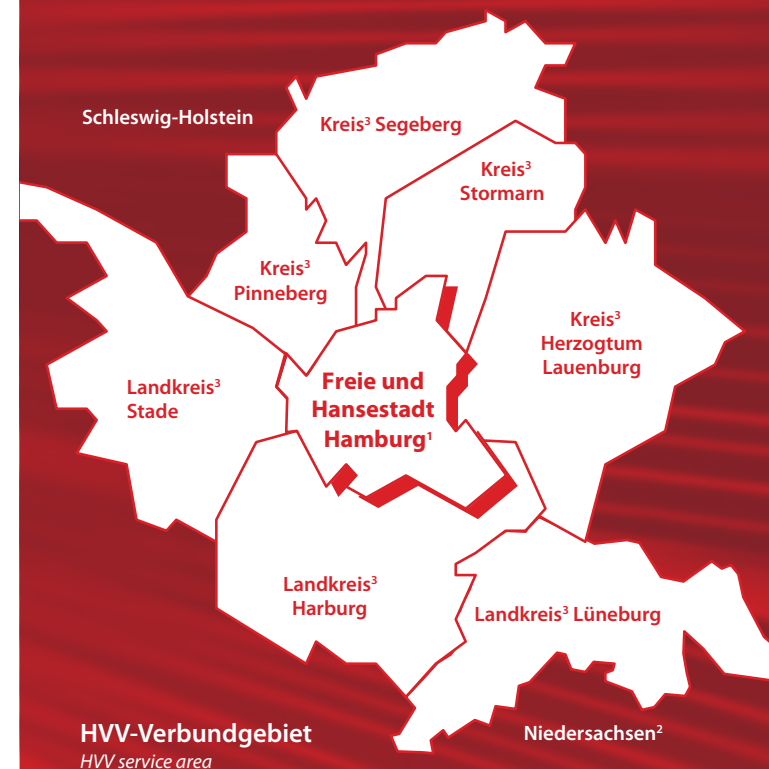 Schleswig-Holstein
Kreis³ Segeberg
Kreis³
Stormarn
Kreis³
Pinneberg
Kreis³
Herzogtum
Lauenburg
Landkreis³
Stade
Freie und
Hansestadt
Hamburg¹
Landkreis³
Harburg
Landkreis³ Lüneburg
HVV-Verbundgebiet
HVV service area
Niedersachsen²